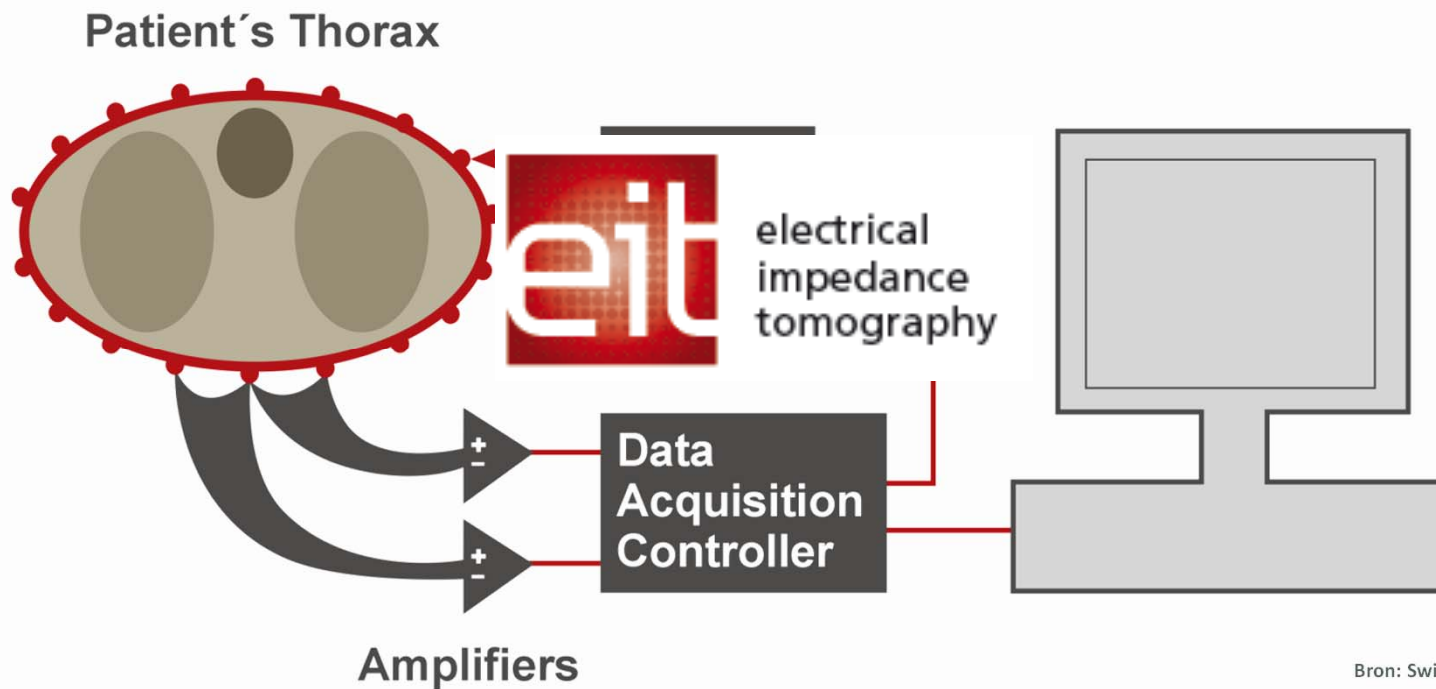 Patient´s Thorax
eit
electrical
impedance
tomography
+
-
Data
Acquisition
Controller
+
-
Amplifiers
Bron: Swi